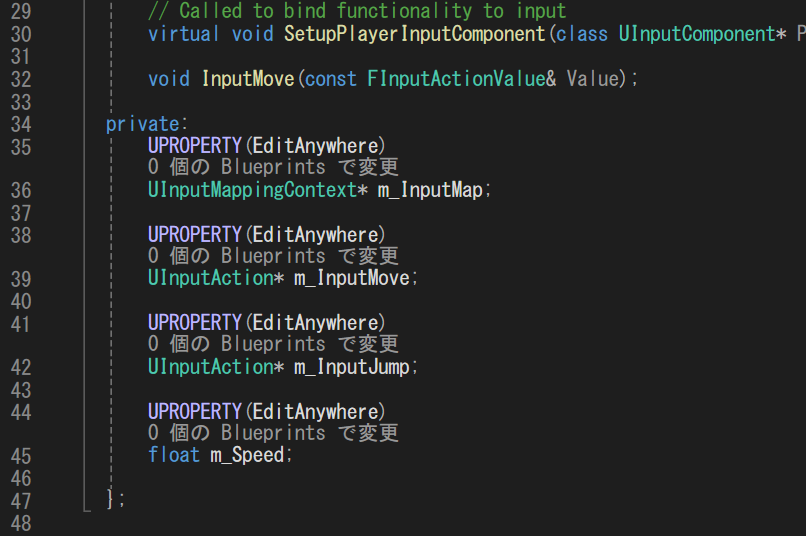 29 // Called to bind functionality to input
30 virtual void SetupPlayerInputComponent(class UInputComponent* P
31
32 void InputMove(const FInputActionValue& Value);
33
34 private:
35 UPROPERTY(EditAnywhere)
0 個の Blueprints で変更
36 UInputMappingContext* m_InputMap;
37
38 UPROPERTY(EditAnywhere)
0 個の Blueprints で変更
39 UInputAction* m_InputMove;
40
41 UPROPERTY(EditAnywhere)
0 個の Blueprints で変更
42 UInputAction* m_InputJump;
43
44 UPROPERTY(EditAnywhere)
0 個の Blueprints で変更
45 float m_Speed;
46
47 };
48